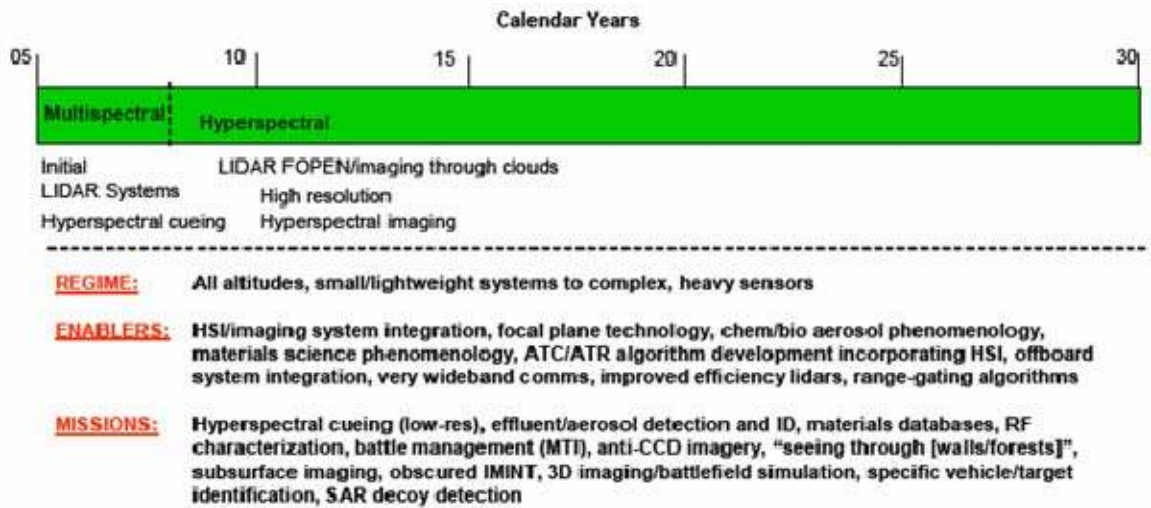 Calendar Years
05 10 15 20 25 30
Multispectral Hyperspectral
Initial LIDAR FOPEN/imaging through clouds
LIDAR Systems High resolution
Hyperspectral cueing Hyperspectral imaging
REGIME: All altitudes, small/lightweight systems to complex, heavy sensors
ENABLERS: HSI/imaging system integration, focal plane technology, chem/bio aerosol phenomenology,
materials science phenomenology, ATC/ATR algorithm development incorporating HSI, offboard
system integration, very wideband comms, improved efficiency lidars, range-gating algorithms
MISSIONS: Hyperspectral cueing (low-res), effluent/aerosol detection and ID, materials databases, RF
characterization, battle management (MTI), anti-CCD imagery, “seeing through [walls/forests]”,
subsurface imaging, obscured IMINT, 3D imaging/battlefield simulation, specific vehicle/target
identification, SAR decoy detection